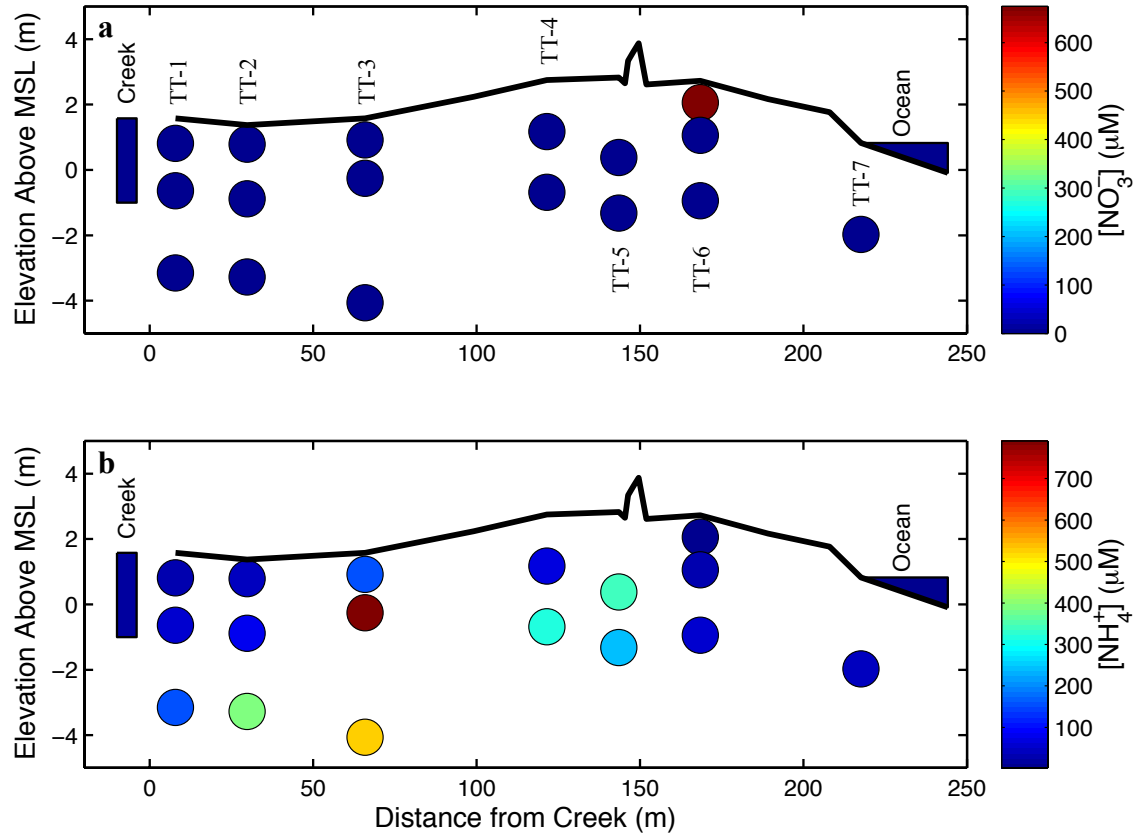 a
Creek
TT-1
TT-2
TT-3
TT-4
TT-5
TT-6
TT-7
Ocean
Elevation Above MSL (m)
4
2
0
−2
−4
0
50
100
150
200
250
600
500
400
300
200
100
0
[NO3−] (μM)
b
Creek
Ocean
Elevation Above MSL (m)
4
2
0
−2
−4
0
50
100
150
200
250
Distance from Creek (m)
700
600
500
400
300
200
100
[NH4+] (μM)